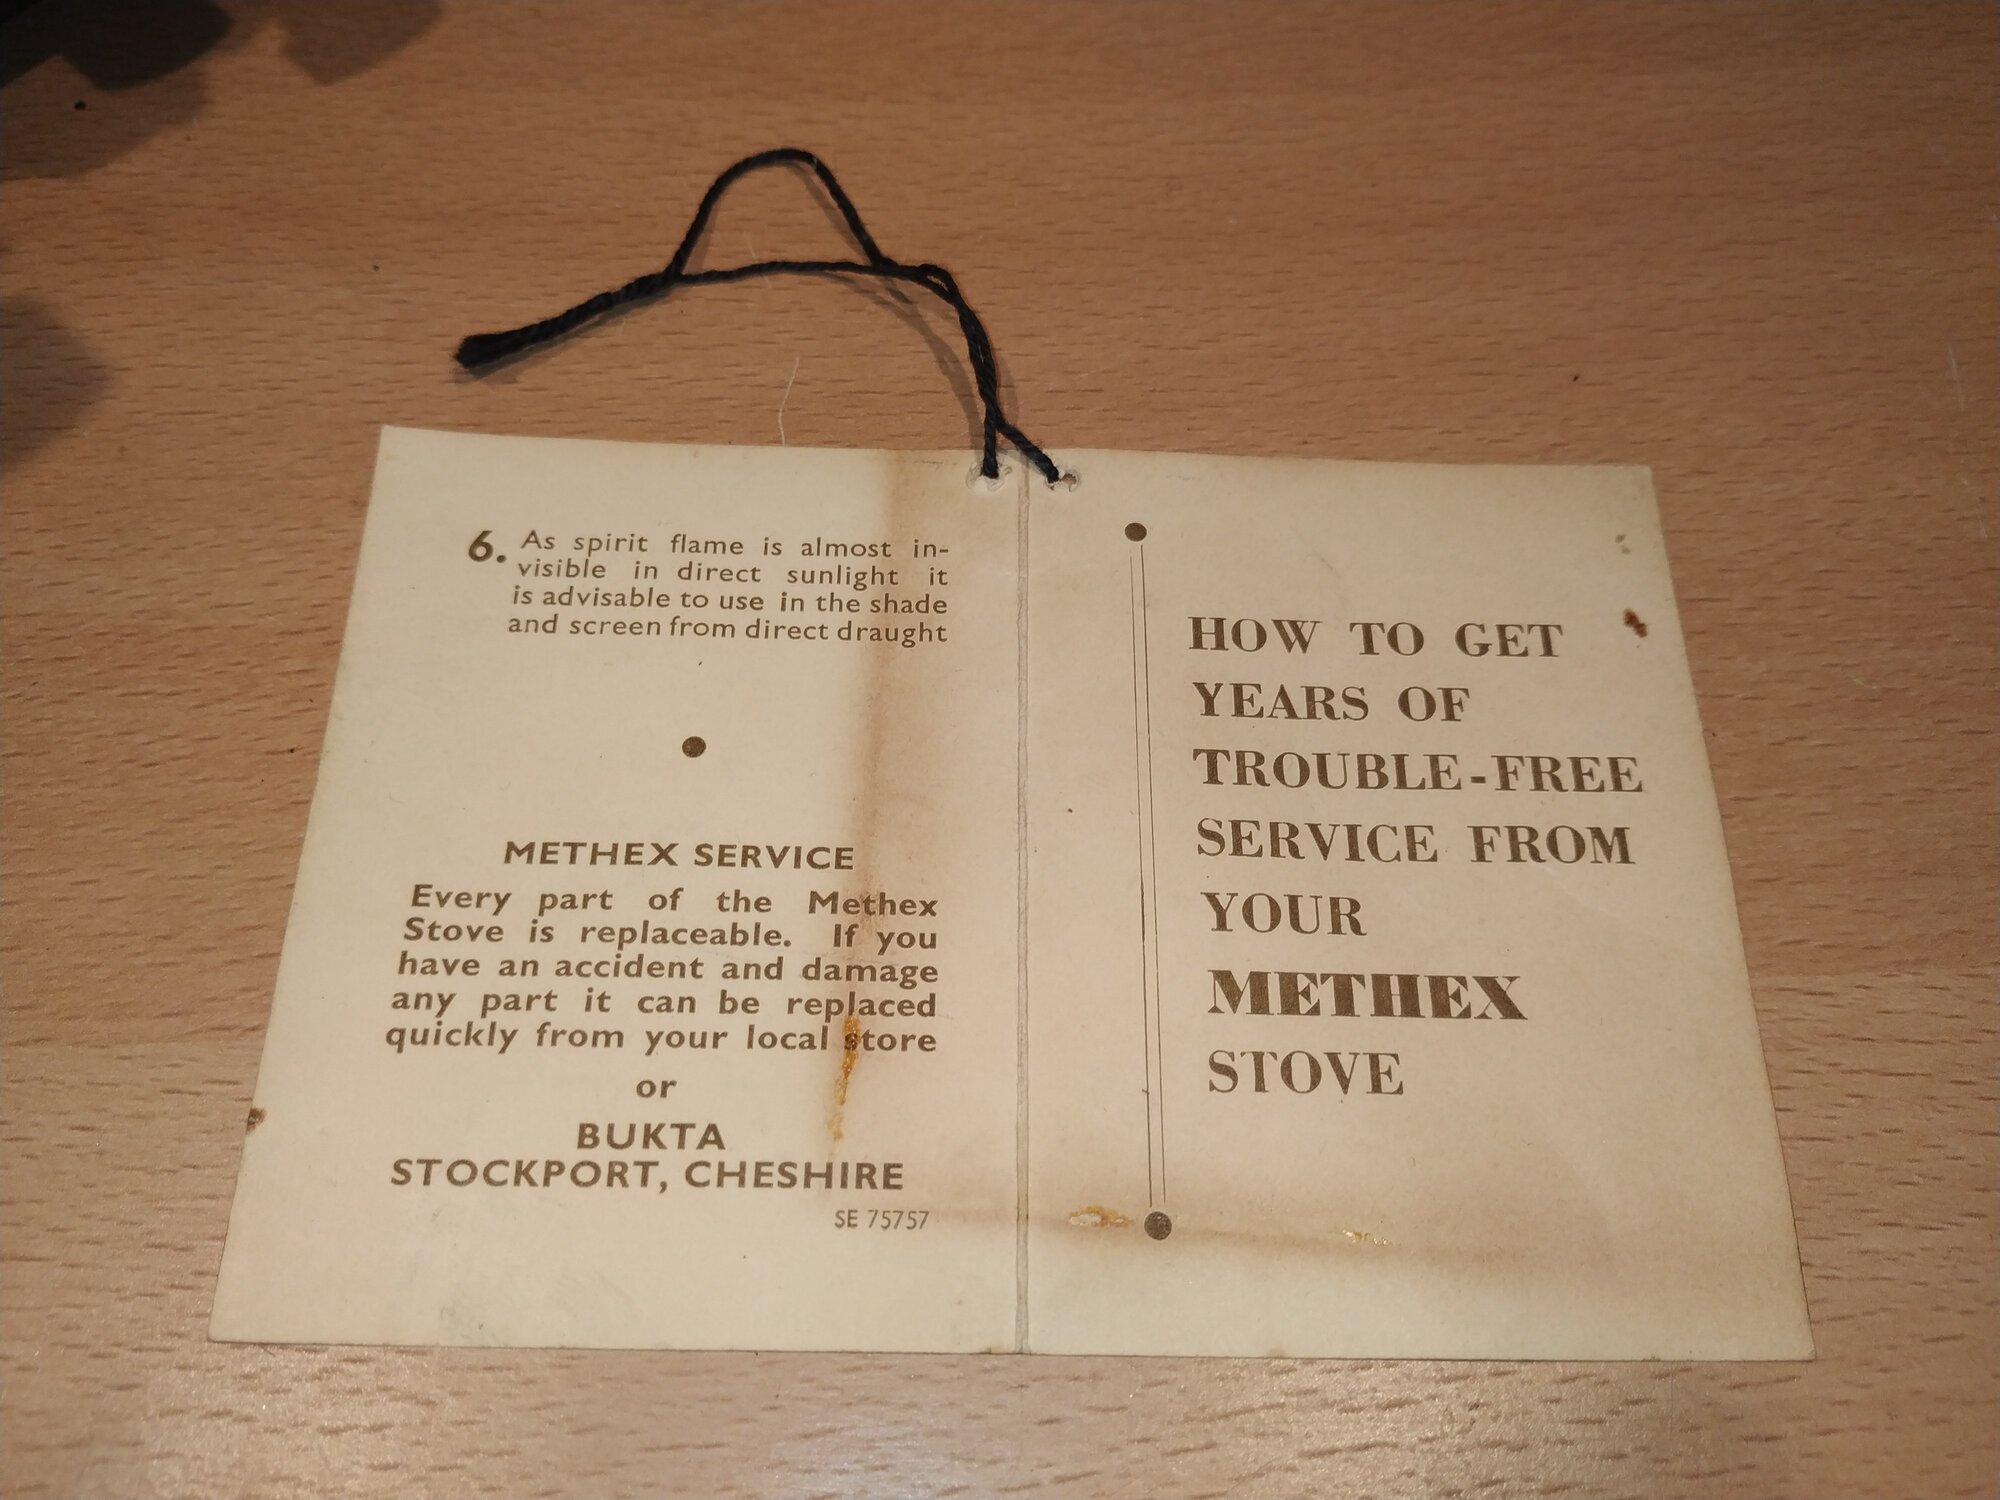 6. As spirit flame is almost in-
visible in direct sunlight it
is advisable to use in the shade
and screen from direct draught
METHEX SERVICE
Every part of the Methex
Stove is replaceable. If you
have an accident and damage
any part it can be replaced
quickly from your local store
or
BUKTA
STOCKPORT, CHESHIRE
SE 75757
HOW TO GET
YEARS OF
TROUBLE-FREE
SERVICE FROM
YOUR
METHEX
STOVE